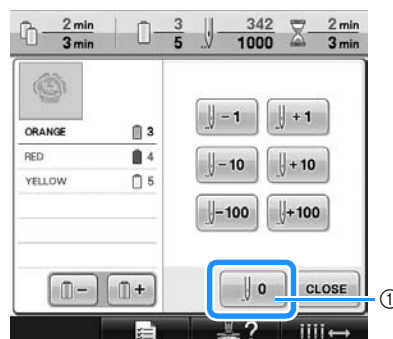 2 min 3 342 2 min
3 min 5 1000 3 min
ORANGE 3
RED 4
YELLOW 5
-1 +1
-10 +10
-100 +100
- + 0 CLOSE
①
?